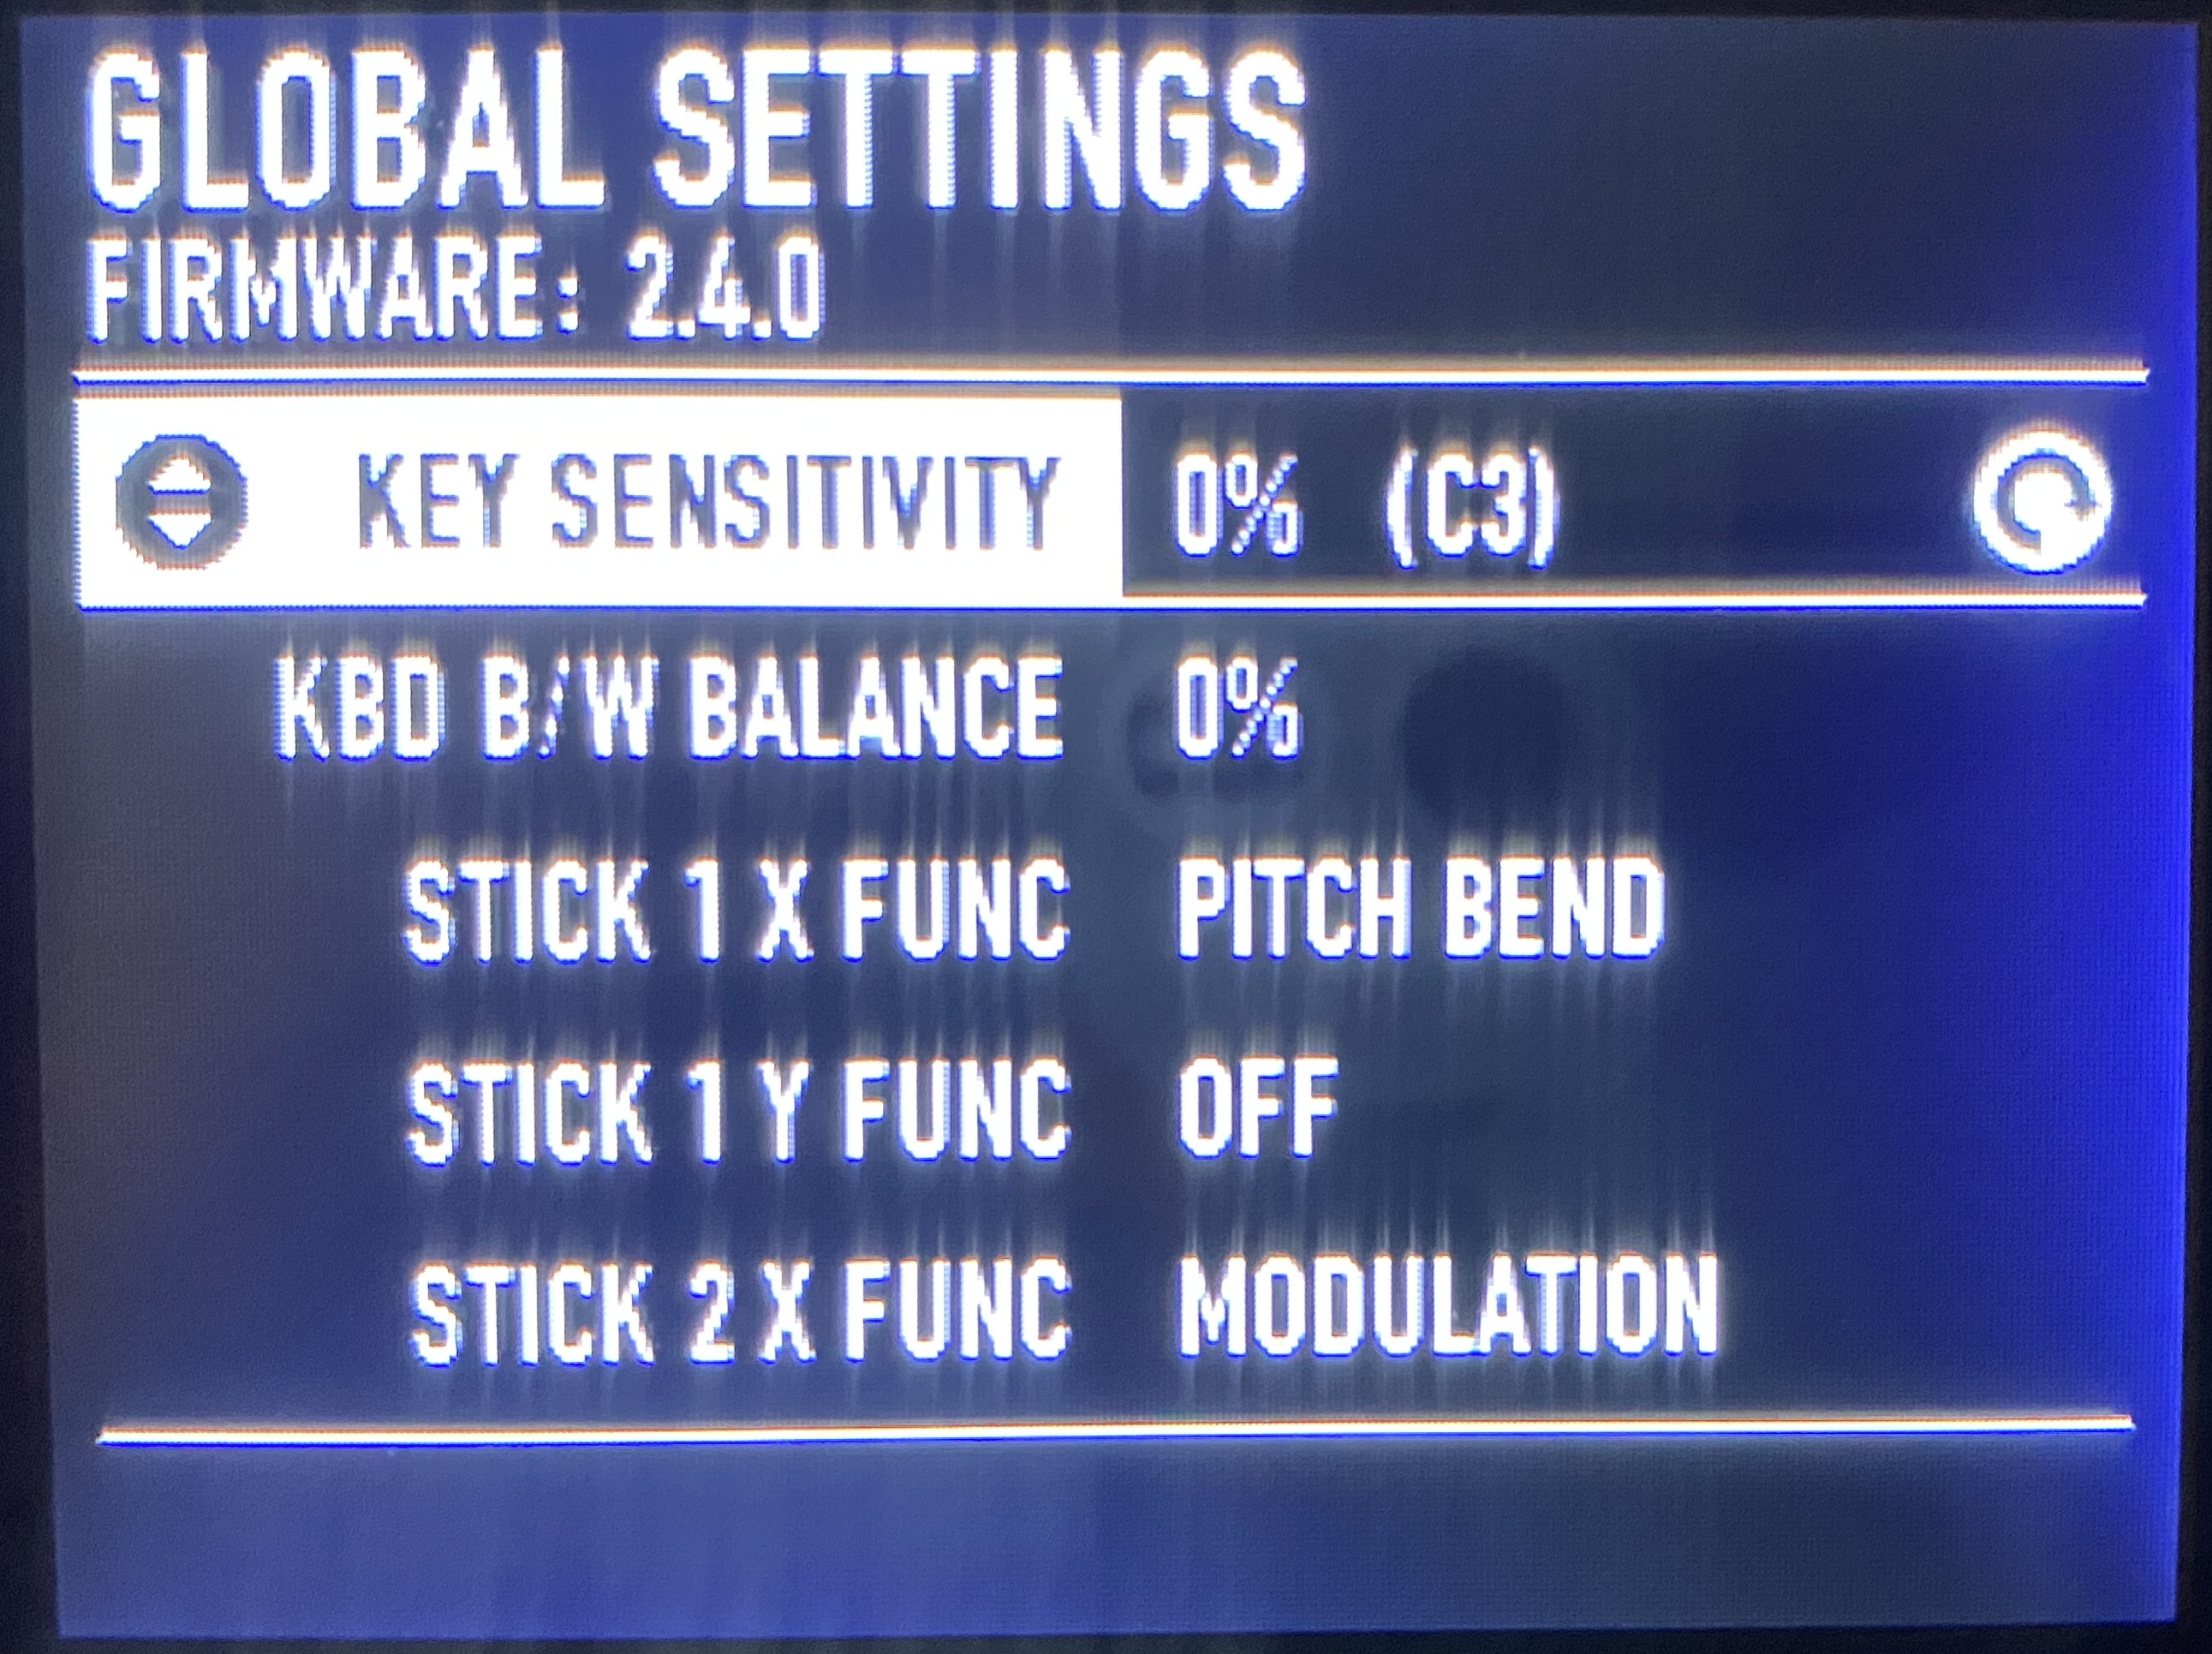 GLOBAL SETTINGS
FIRMWARE: 2.4.0
KEY SENSITIVITY 0% (C3)
KBD B/W BALANCE 0%
STICK 1 X FUNC PITCH BEND
STICK 1 Y FUNC OFF
STICK 2 X FUNC MODULATION